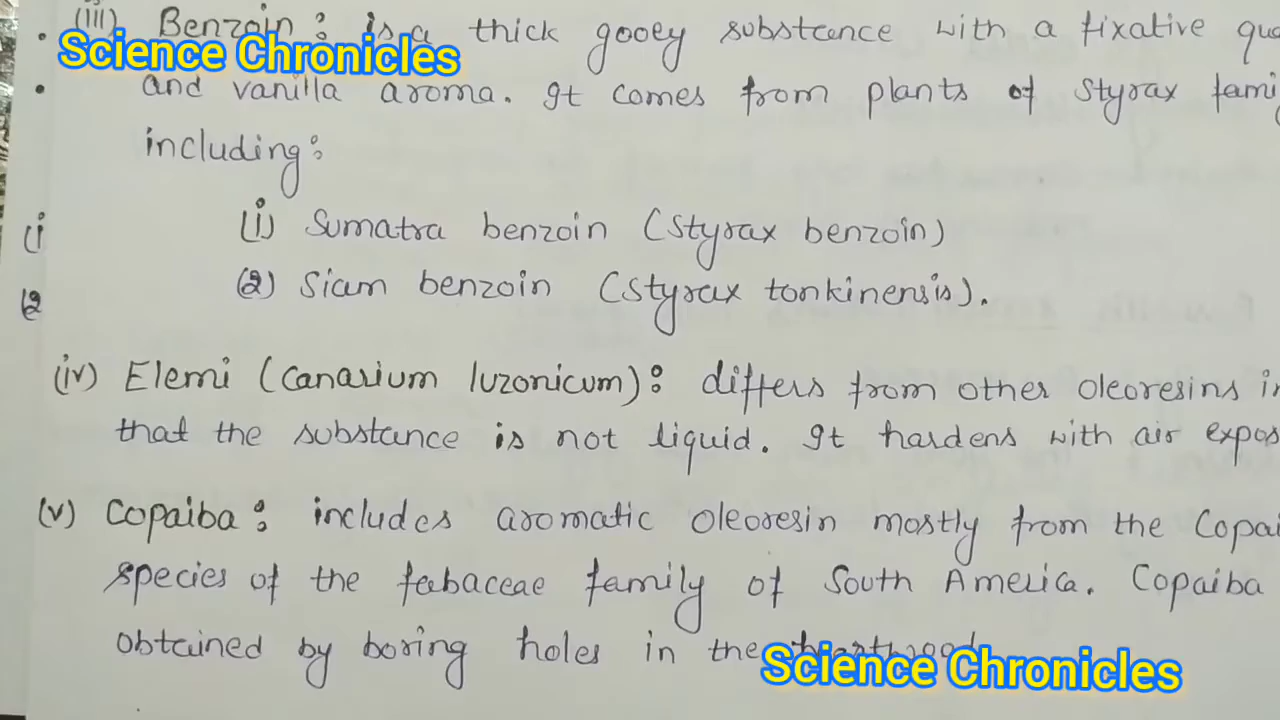 (iii) Benzoin : is a thick gooey substance with a fixative qua
Science Chronicles
and vanilla aroma. It comes from plants of Styrax fami
including:
(i (i) Sumatra benzoin (Styrax benzoin)
(2 (2) Siam benzoin (Styrax tonkinensis).
(iv) Elemi (Canarium luzonicum): differs from other oleoresins in
that the substance is not liquid. It hardens with air expos
(v) Copaiba: includes aromatic oleoresin mostly from the Copai
species of the fabaceae family of South America. Copaiba
obtained by boring holes in the
Science Chronicles